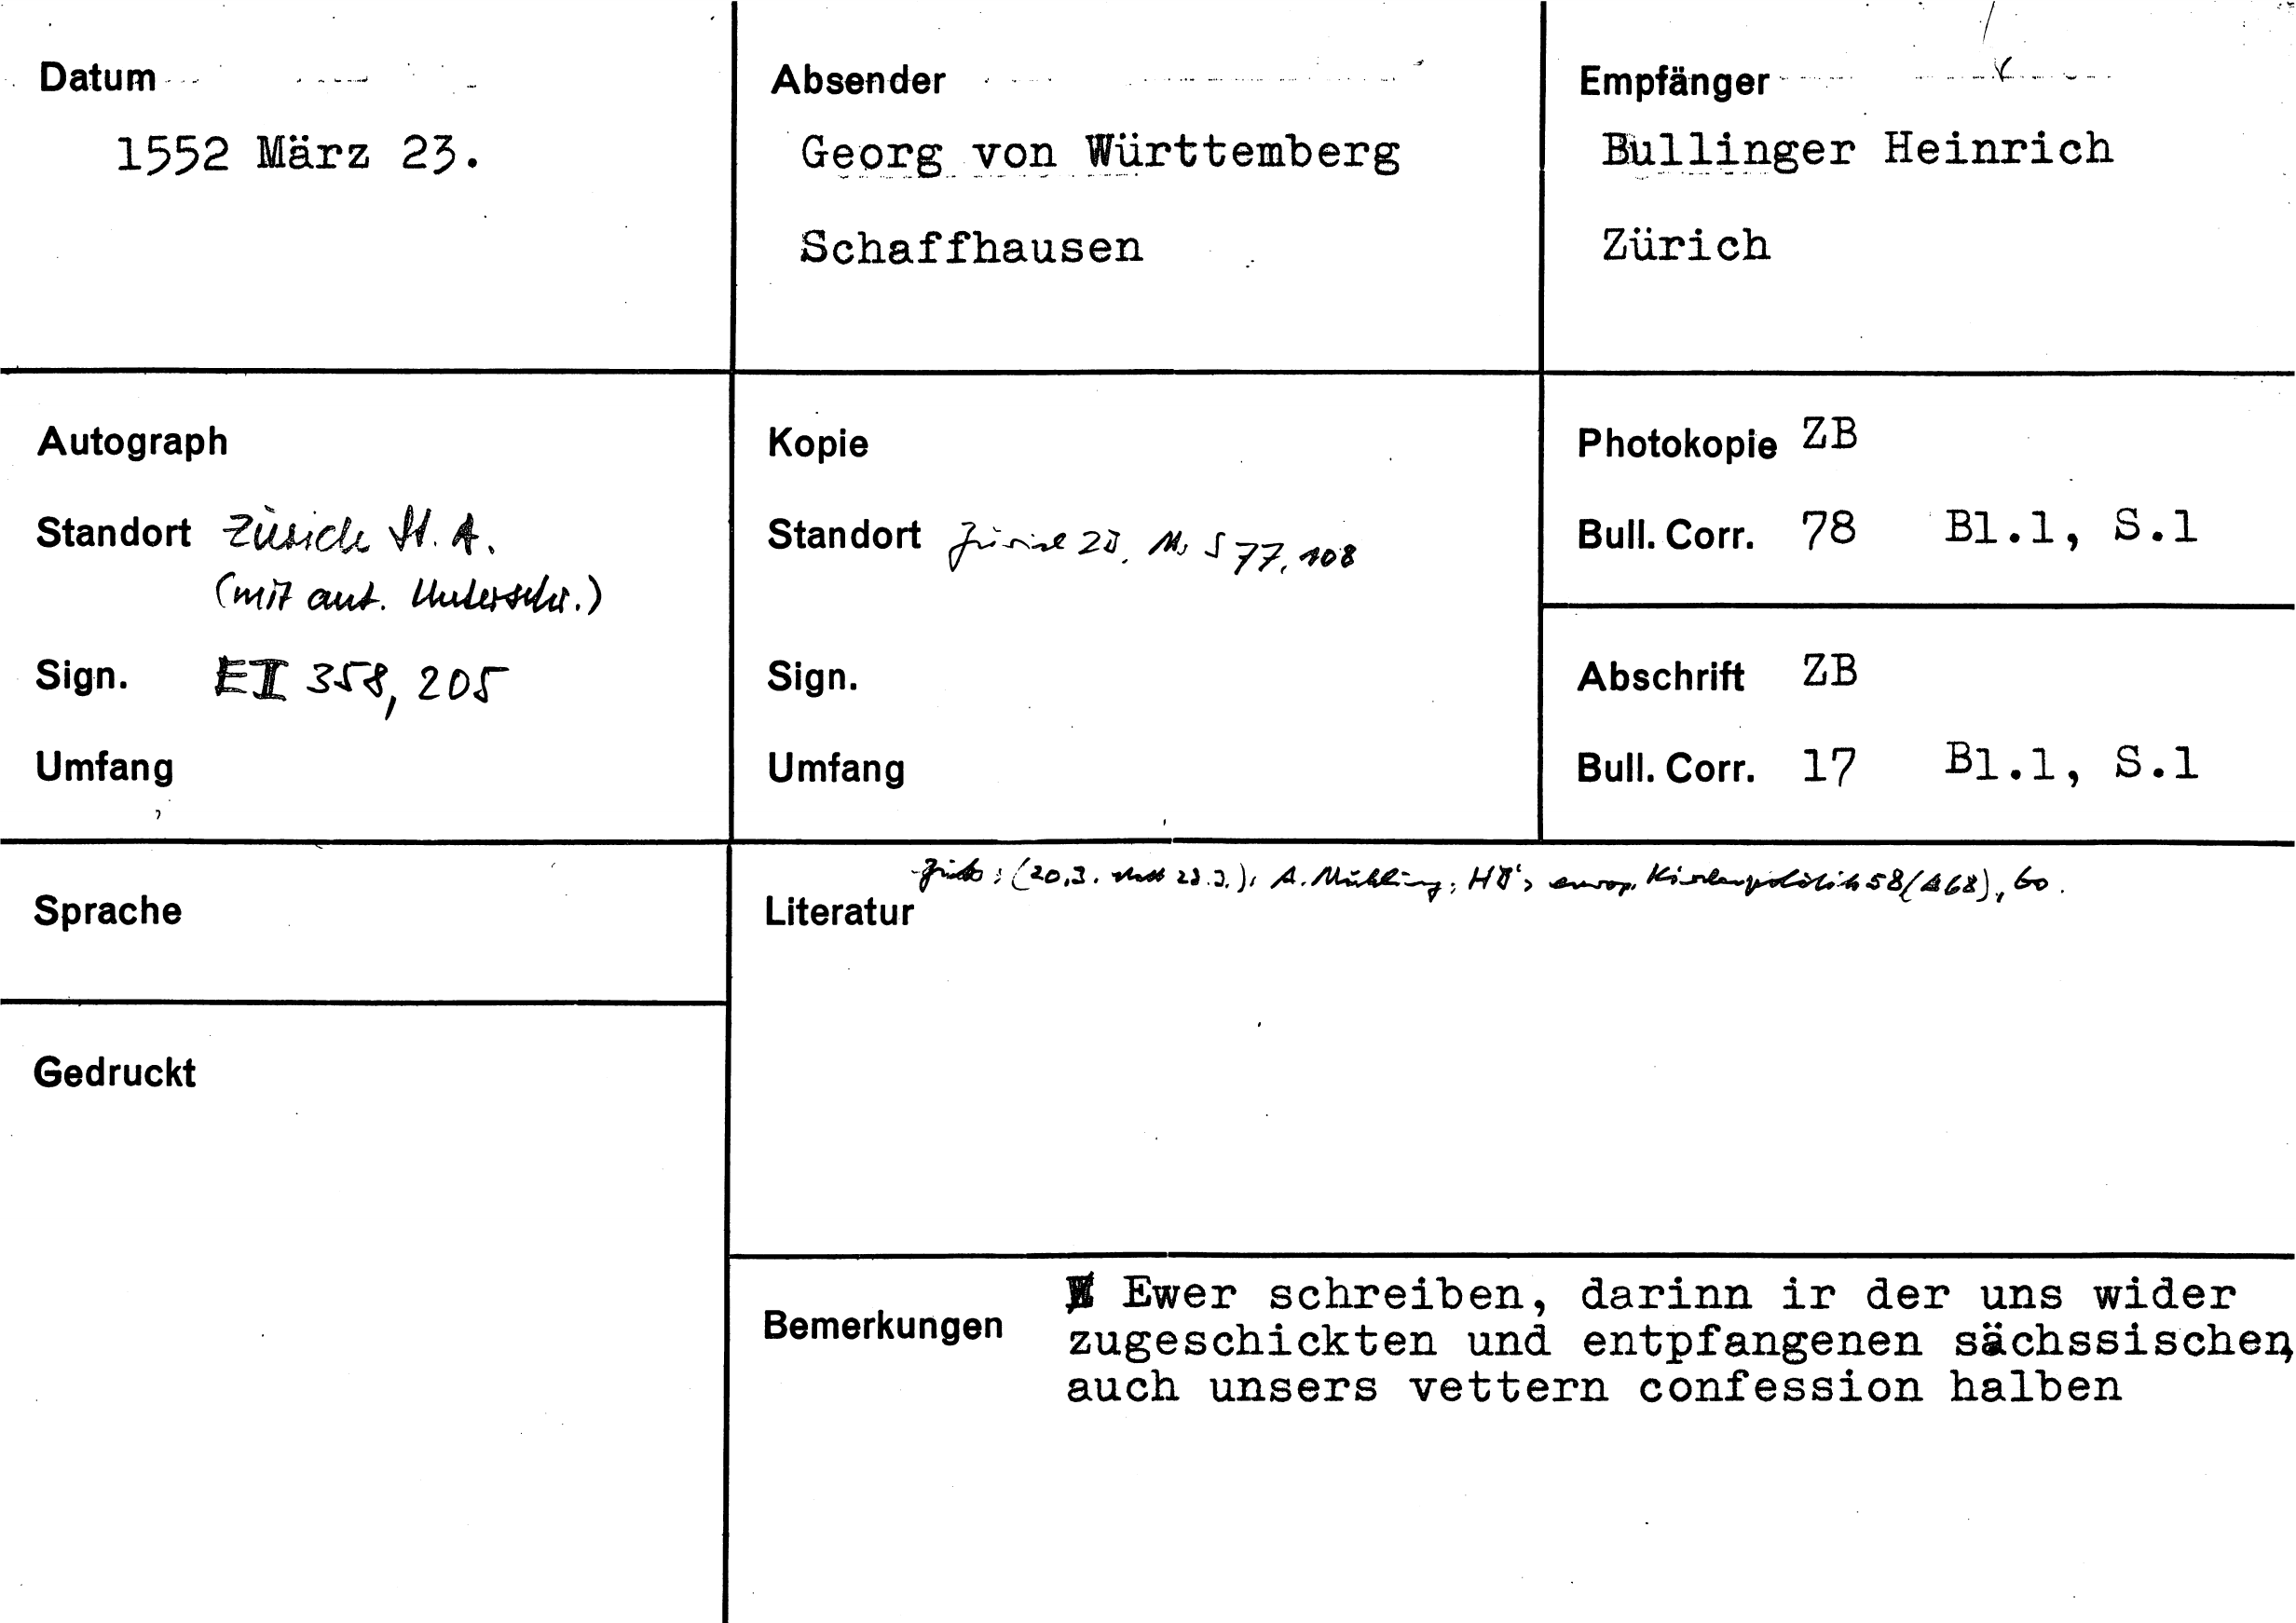 Datum
1552 März 23.
Absender
Georg von Württemberg
Schaffhausen
Empfänger
Bullinger Heinrich
Zürich
Autograph
Standort Zürich St. A.
(mit aut. Unterschr.)
Sign. EII 358, 205
Umfang
Kopie
Standort Zürich ZB. Ms S 77, 108
Sign.
Umfang
Photokopie ZB
Bull. Corr. 78 Bl.1, S.1
Abschrift ZB
Bull. Corr. 17 Bl.1, S.1
Sprache
Gedruckt
(20.3. statt 23.3.), A. Mühling, HB's europ. Kirchenpolitik 58 (A68), 60.
Literatur
Bemerkungen
Ewer schreiben, darinn ir der uns wider
zugeschickten und entpfangenen sächssischen,
auch unsers vettern confession halben